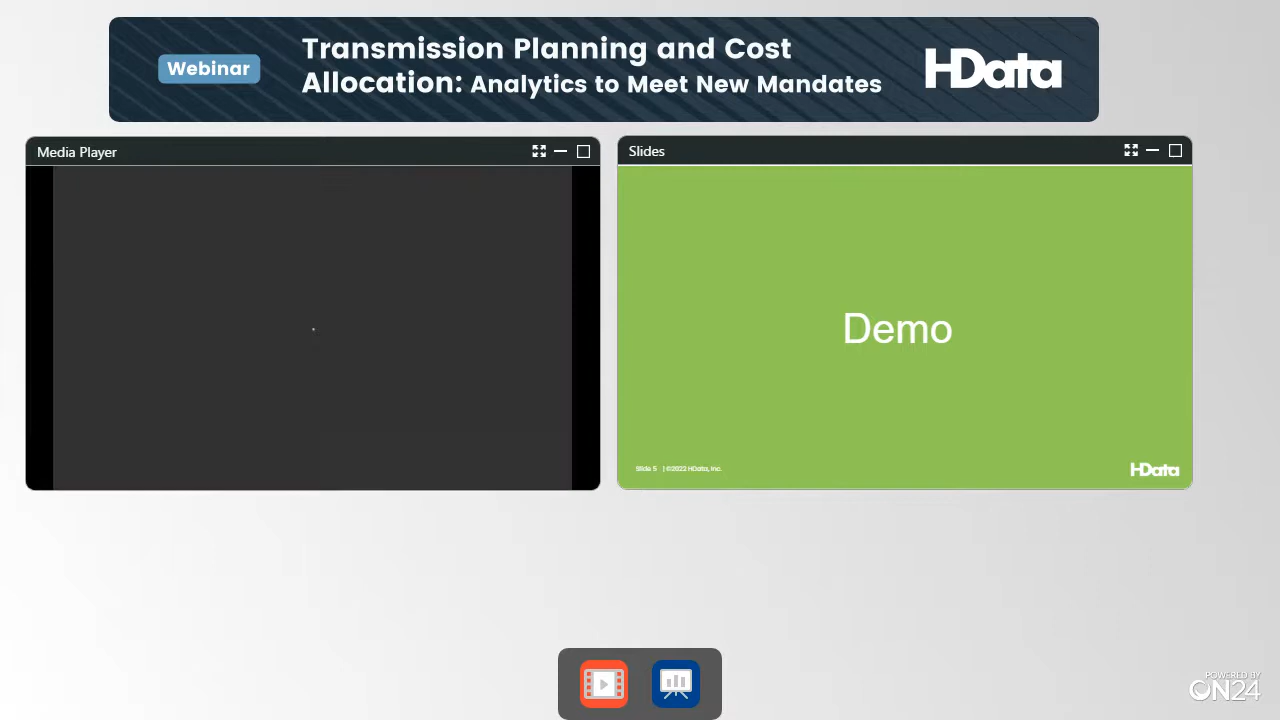 Webinar
Transmission Planning and Cost
Allocation: Analytics to Meet New Mandates
HData
Media Player
Slides
Demo
Slide 5 | ©2022 HData, Inc.
HData
POWERED BY
ON24